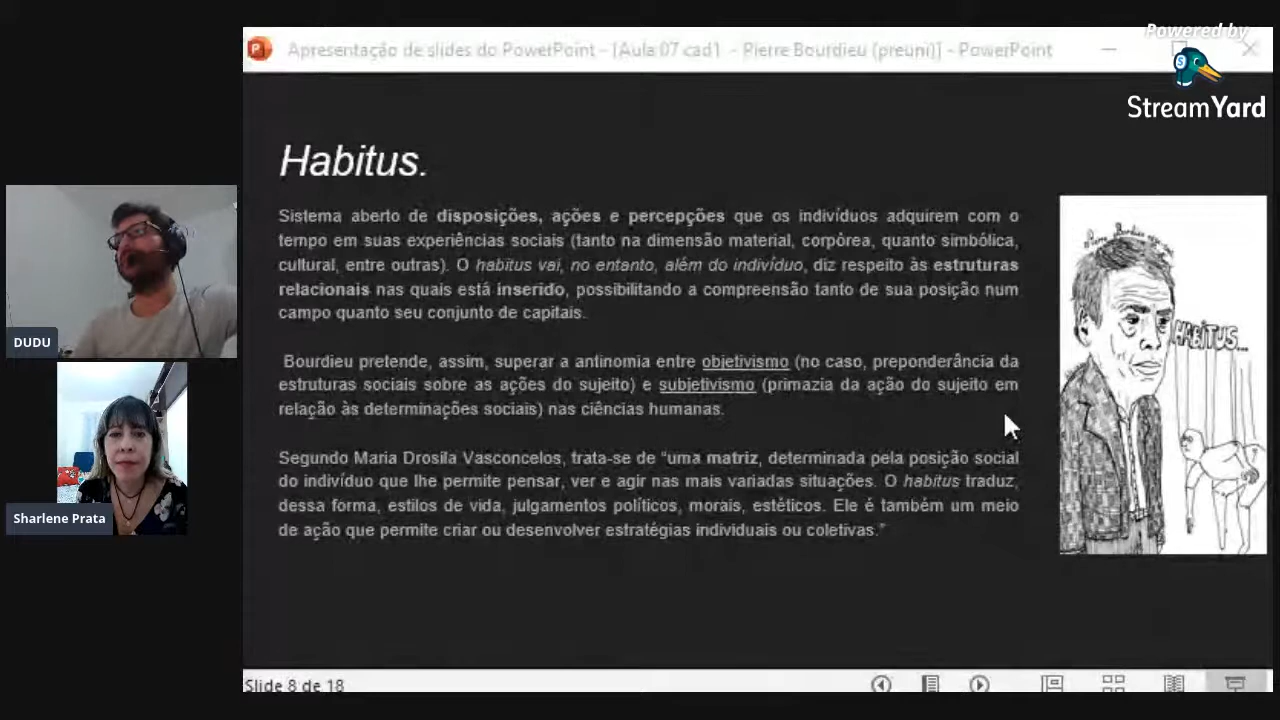 Powered by
StreamYard
Apresentação de slides do PowerPoint - [Aula 07 cad1 - Pierre Bourdieu (preuni)] - PowerPoint
Habitus.
Sistema aberto de disposições, ações e percepções que os indivíduos adquirem com o
tempo em suas experiências sociais (tanto na dimensão material, corpórea, quanto simbólica,
cultural, entre outras). O habitus vai, no entanto, além do indivíduo, diz respeito às estruturas
relacionais nas quais está inserido, possibilitando a compreensão tanto de sua posição num
campo quanto seu conjunto de capitais.
Bourdieu pretende, assim, superar a antinomia entre objetivismo (no caso, preponderância da
estruturas sociais sobre as ações do sujeito) e subjetivismo (primazia da ação do sujeito em
relação às determinações sociais) nas ciências humanas.
Segundo Maria Drosila Vasconcelos, trata-se de “uma matriz, determinada pela posição social
do indivíduo que lhe permite pensar, ver e agir nas mais variadas situações. O habitus traduz,
dessa forma, estilos de vida, julgamentos políticos, morais, estéticos. Ele é também um meio
de ação que permite criar ou desenvolver estratégias individuais ou coletivas.”
HABITUS...
DUDU
Sharlene Prata
Slide 8 de 18